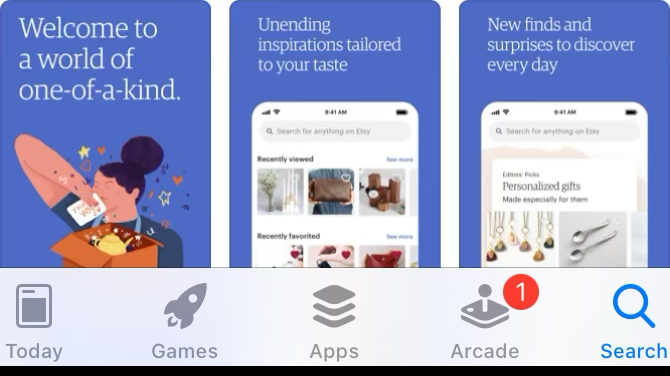 Welcome to
a world of
one-of-a-kind.
THANK
YOU
Unending
inspirations tailored
to your taste
9:41 AM
Search for anything on Etsy
Recently viewed
See more
Recently favorited
See more
New finds and
surprises to discover
every day
9:41 AM
Search for anything on Etsy
Editors' Picks
Personalized gifts
Made especially for them
1
Today
Games
Apps
Arcade
Search